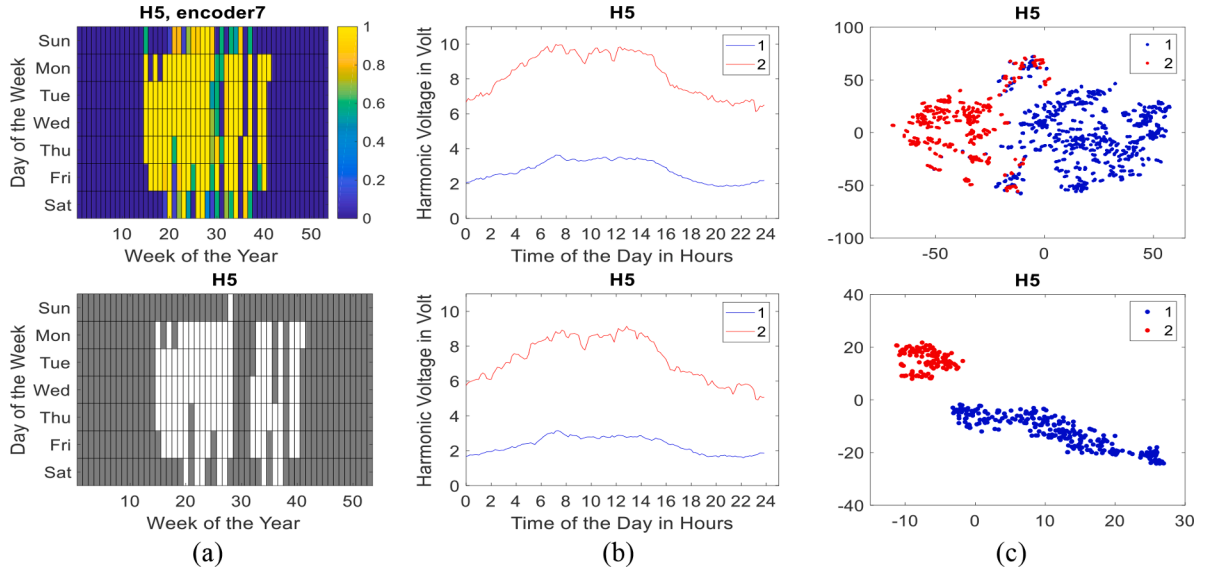 H5, encoder7
Day of the Week
Sun
Mon
Tue
Wed
Thu
Fri
Sat
10 20 30 40 50
Week of the Year
1
0.8
0.6
0.4
0.2
0
H5
Harmonic Voltage in Volt
10
8
6
4
2
0
0 2 4 6 8 10 12 14 16 18 20 22 24
Time of the Day in Hours
1
2
H5
100
50
0
-50
-100
-50 0 50
1
2
H5
Day of the Week
Sun
Mon
Tue
Wed
Thu
Fri
Sat
10 20 30 40 50
Week of the Year
(a)
H5
Harmonic Voltage in Volt
10
8
6
4
2
0
0 2 4 6 8 10 12 14 16 18 20 22 24
Time of the Day in Hours
1
2
(b)
H5
40
20
0
-20
-40
-10 0 10 20 30
1
2
(c)